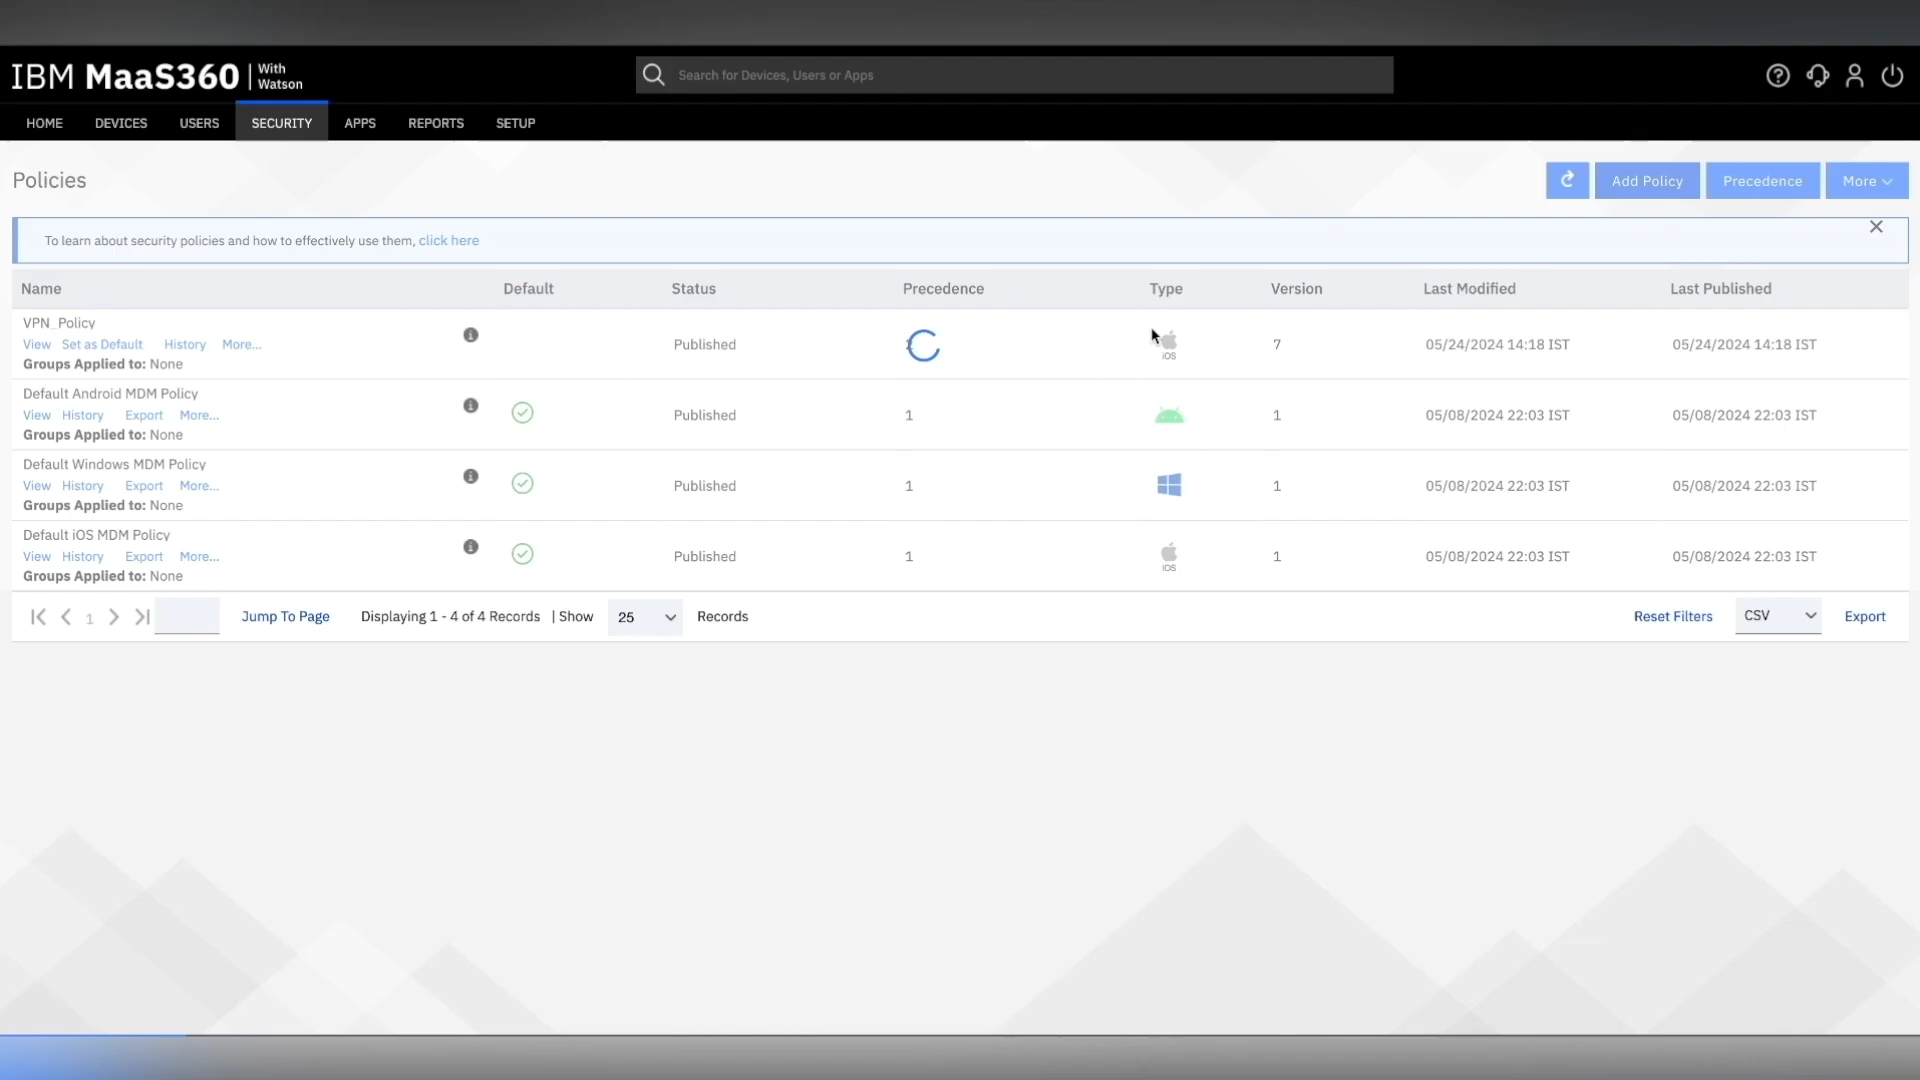 IBM MaaS360 | With Watson
Search for Devices, Users or Apps
HOME DEVICES USERS SECURITY APPS REPORTS SETUP
Policies
Add Policy Precedence More
To learn about security policies and how to effectively use them, click here
Name Default Status Precedence Type Version Last Modified Last Published
VPN_Policy
View Set as Default History More...
Groups Applied to: None
Published iOS 7 05/24/2024 14:18 IST 05/24/2024 14:18 IST
Default Android MDM Policy
View History Export More...
Groups Applied to: None
Published 1 1 05/08/2024 22:03 IST 05/08/2024 22:03 IST
Default Windows MDM Policy
View History Export More...
Groups Applied to: None
Published 1 1 05/08/2024 22:03 IST 05/08/2024 22:03 IST
Default iOS MDM Policy
View History Export More...
Groups Applied to: None
Published 1 iOS 1 05/08/2024 22:03 IST 05/08/2024 22:03 IST
1 Jump To Page Displaying 1 - 4 of 4 Records | Show 25 Records Reset Filters CSV Export